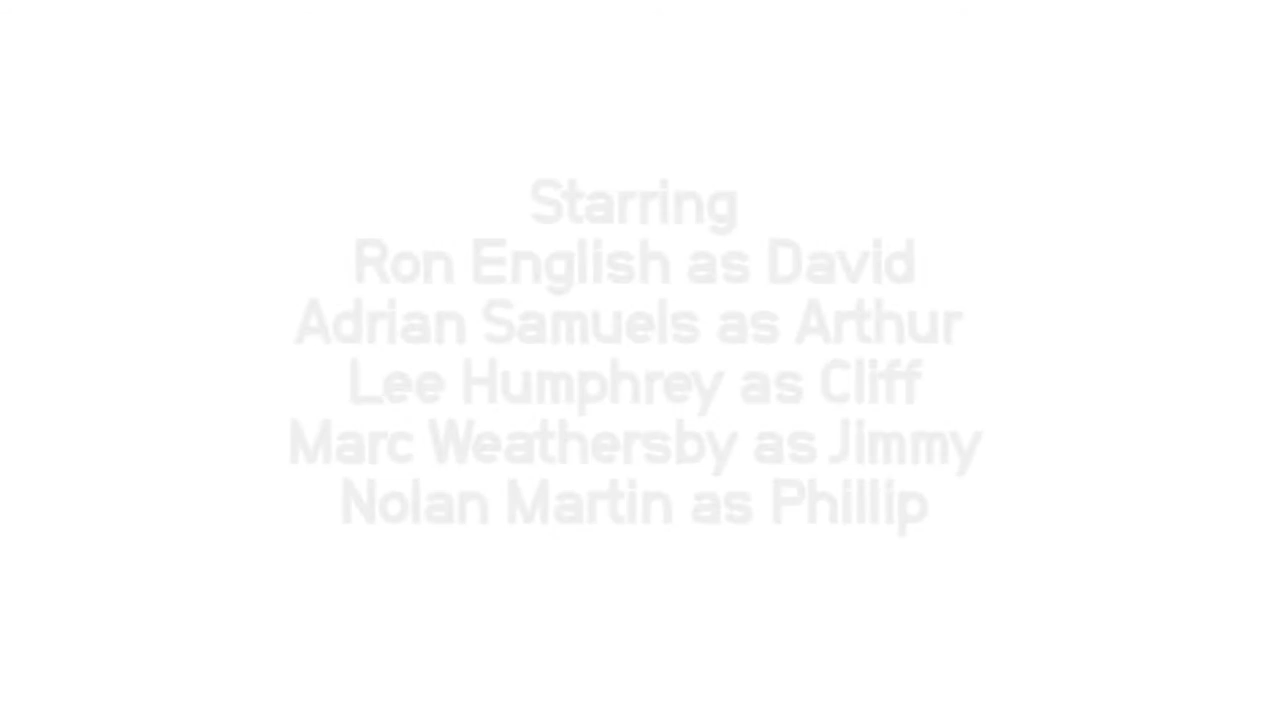 Starring
Ron English as David
Adrian Samuels as Arthur
Lee Humphrey as Cliff
Marc Weathersby as Jimmy
Nolan Martin as Phillip